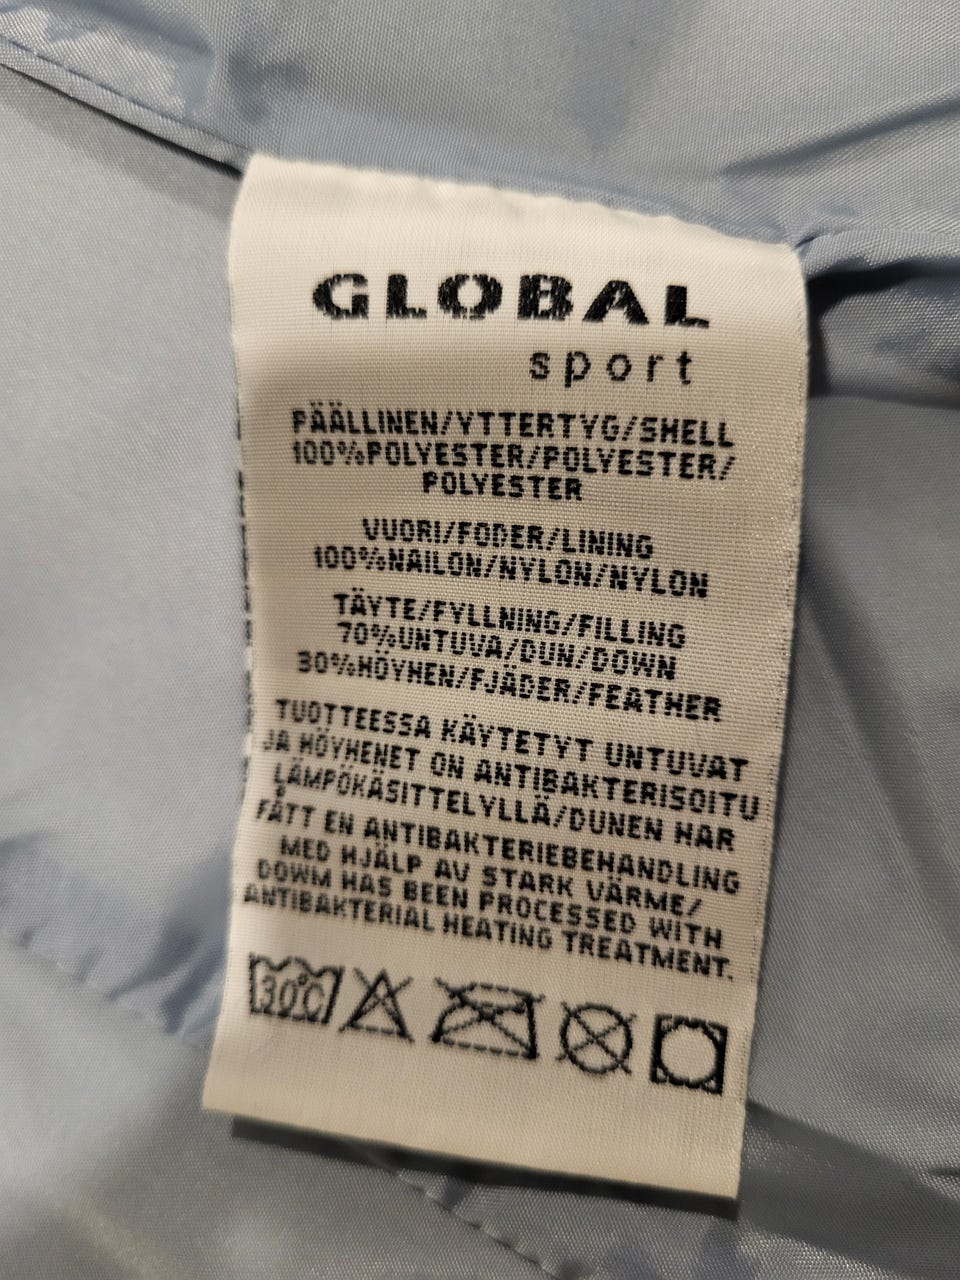 GLOBAL
sport
PÄÄLLINEN/YTTERTYG/SHELL
100%POLYESTER/POLYESTER/
POLYESTER
VUORI/FODER/LINING
100%NAILON/NYLON/NYLON
TÄYTE/FYLLNING/FILLING
70%UNTUVA/DUN/DOWN
30%HÖYHEN/FJÄDER/FEATHER
TUOTTEESSA KÄYTETYT UNTUVAT
JA HÖYHENET ON ANTIBAKTERISOITU
LÄMPÖKÄSITTELYLLÄ/DUNEN HAR
FÅTT EN ANTIBAKTERIEBEHANDLING
MED HJÄLP AV STARK VÄRME/
DOWM HAS BEEN PROCESSED WITH
ANTIBAKTERIAL HEATING TREATMENT.
30°C